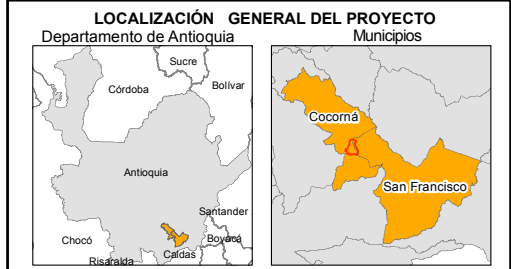 LOCALIZACIÓN GENERAL DEL PROYECTO
Departamento de Antioquia
Municipios
Sucre
Córdoba
Bolívar
Antioquia
Santander
Chocó
Boyacá
Caldas
Risaralda
Cocorná
San Francisco